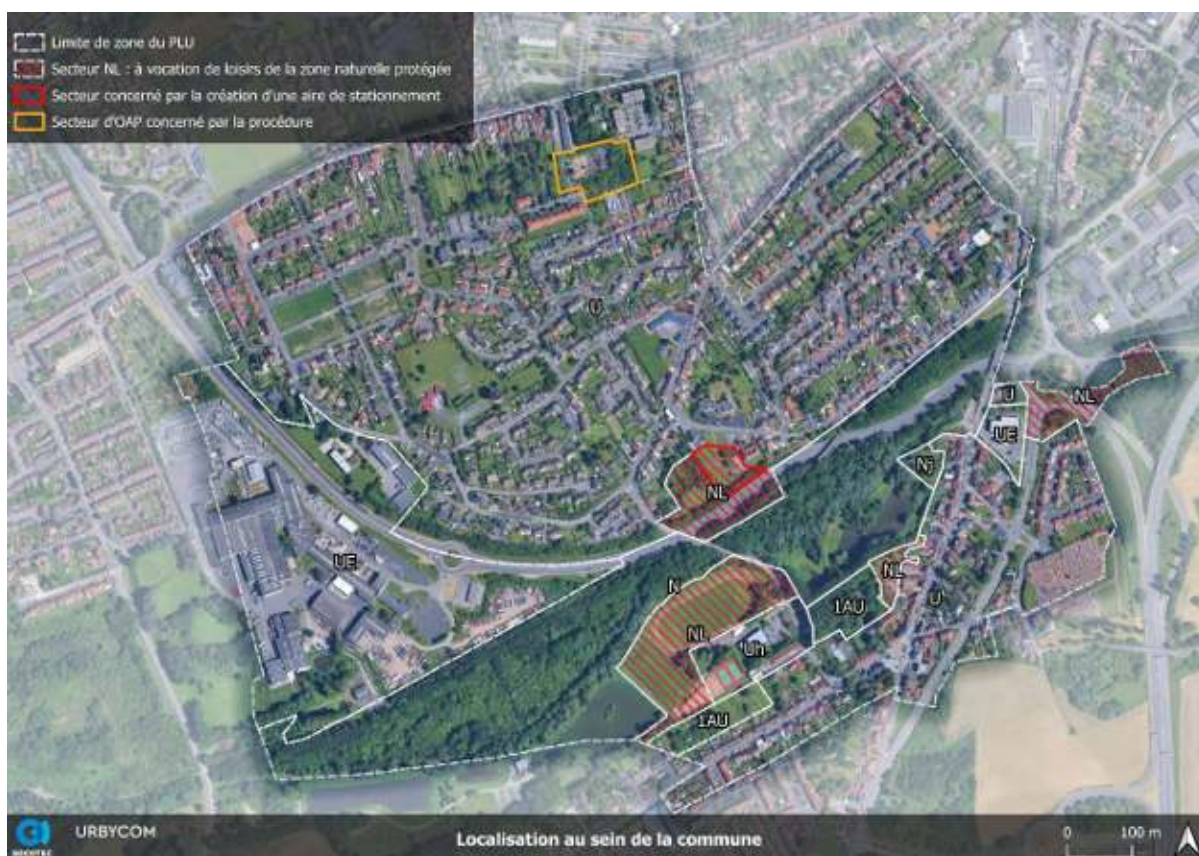 Limite de zone du PLU
Secteur NL : à vocation de loisirs de la zone naturelle protégée
Secteur concerné par la création d'une aire de stationnement
Secteur d'OAP concerné par la procédure
U
U
NL
UE
Nj
NL
UE
N
NL
1AU
U
NL
Uh
1AU
URBYCOM
Localisation au sein de la commune
0 100 m
SOCOTEC